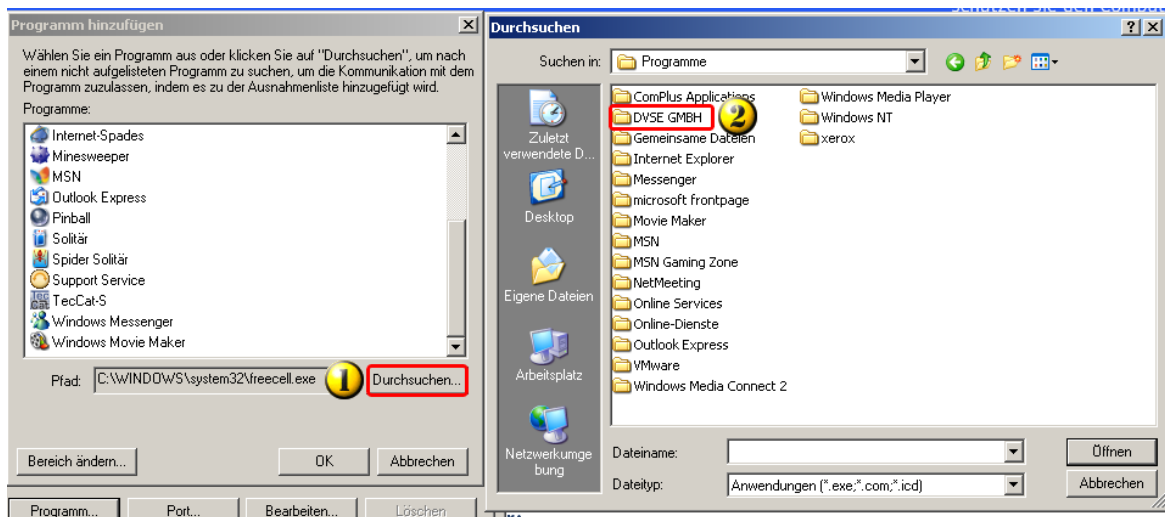 schützen Sie den Comput
Programm hinzufügen
Wählen Sie ein Programm aus oder klicken Sie auf "Durchsuchen", um nach
einem nicht aufgelisteten Programm zu suchen, um die Kommunikation mit dem
Programm zuzulassen, indem es zu der Ausnahmenliste hinzugefügt wird.
Programme:
Internet-Spades
Minesweeper
MSN
Outlook Express
Pinball
Solitär
Spider Solitär
Support Service
TecCat-S
Windows Messenger
Windows Movie Maker
Pfad: C:\WINDOWS\system32\freecell.exe 1 Durchsuchen...
Bereich ändern... OK Abbrechen
Programm... Port... Bearbeiten... Löschen
Durchsuchen
Suchen in: Programme
Zuletzt
verwendete D...
Desktop
Eigene Dateien
Arbeitsplatz
Netzwerkumge
bung
ComPlus Applications
DVSE GMBH 2
Gemeinsame Dateien
Internet Explorer
Messenger
microsoft frontpage
Movie Maker
MSN
MSN Gaming Zone
NetMeeting
Online Services
Online-Dienste
Outlook Express
VMware
Windows Media Connect 2
Windows Media Player
Windows NT
xerox
Dateiname: Öffnen
Dateityp: Anwendungen (*.exe;*.com;*.icd) Abbrechen